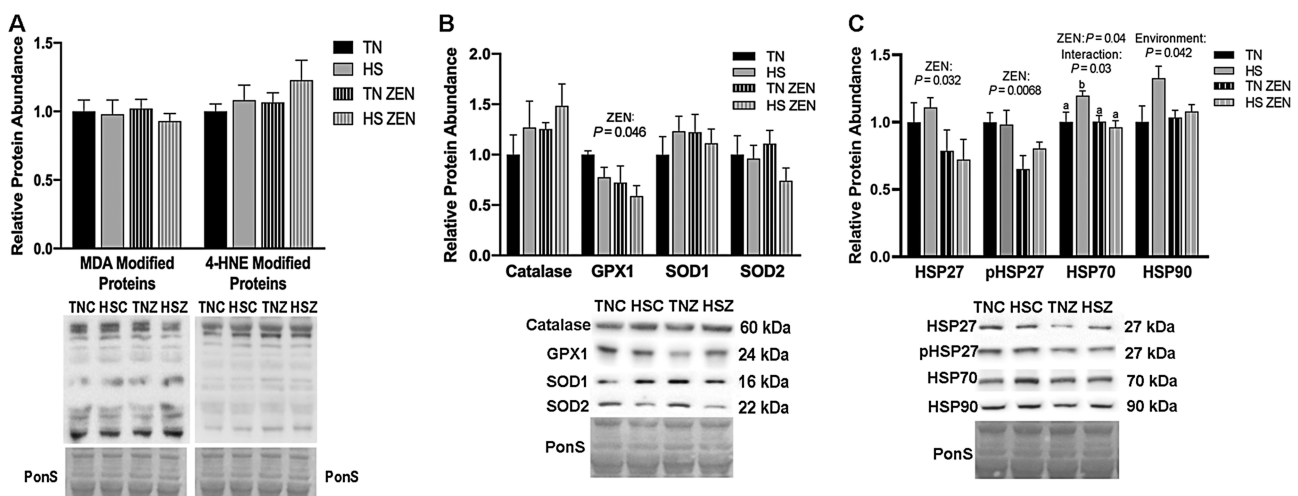 A
Relative Protein Abundance
1.5
1.0
0.5
0.0
TN
HS
TN ZEN
HS ZEN
MDA Modified
Proteins
4-HNE Modified
Proteins
TNC HSC TNZ HSZ
TNC HSC TNZ HSZ
PonS
PonS
B
Relative Protein Abundance
2.0
1.5
1.0
0.5
0.0
ZEN:
P = 0.046
TN
HS
TN ZEN
HS ZEN
Catalase
GPX1
SOD1
SOD2
TNC HSC TNZ HSZ
Catalase 60 kDa
GPX1 24 kDa
SOD1 16 kDa
SOD2 22 kDa
PonS
C
Relative Protein Abundance
1.5
1.0
0.5
0.0
ZEN:
P = 0.032
ZEN:
P = 0.0068
ZEN: P = 0.04
Interaction:
P = 0.03
Environment:
P = 0.042
a b a a
TN
HS
TN ZEN
HS ZEN
HSP27
pHSP27
HSP70
HSP90
TNC HSC TNZ HSZ
HSP27 27 kDa
pHSP27 27 kDa
HSP70 70 kDa
HSP90 90 kDa
PonS